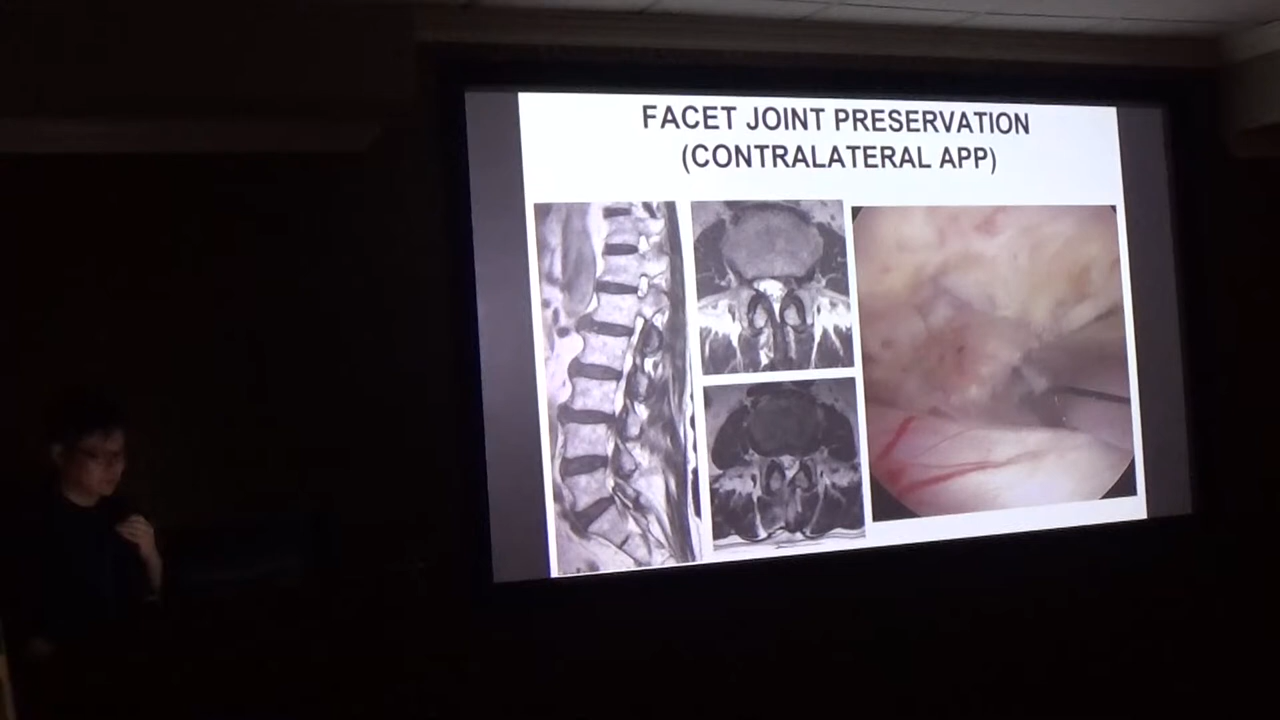 FACET JOINT PRESERVATION
(CONTRALATERAL APP)